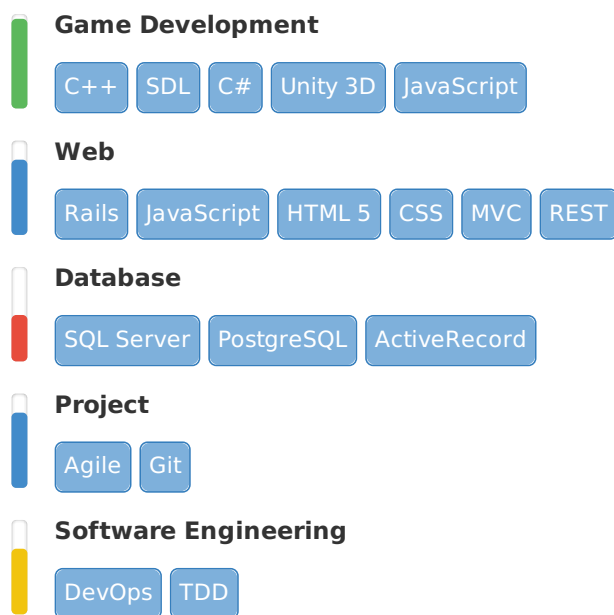 Game Development
C++ SDL C# Unity 3D JavaScript
Web
Rails JavaScript HTML 5 CSS MVC REST
Database
SQL Server PostgreSQL ActiveRecord
Project
Agile Git
Software Engineering
DevOps TDD